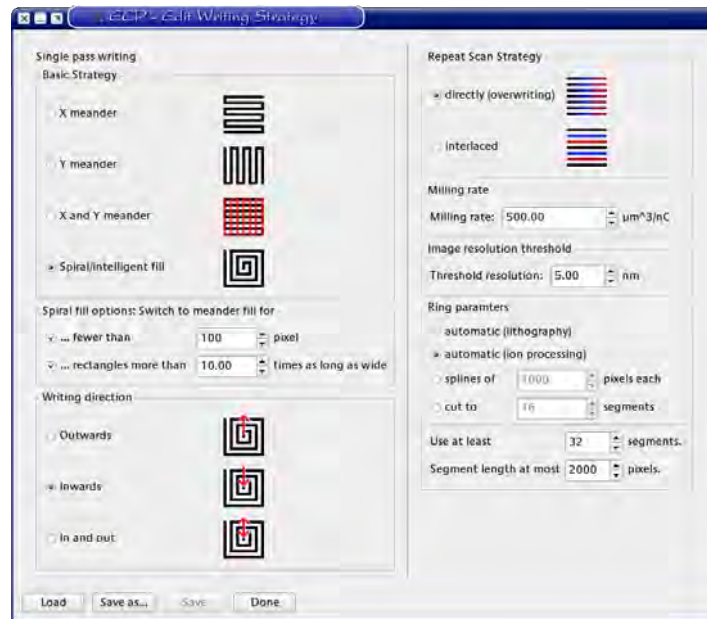 ECP - Edit Writing Strategy
Single pass writing
Basic Strategy
X meander
Y meander
X and Y meander
Spiral/intelligent fill
Spiral fill options: Switch to meander fill for
... fewer than 100 pixel
... rectangles more than 10.00 times as long as wide
Writing direction
Outwards
Inwards
In and out
Repeat Scan Strategy
directly (overwriting)
interlaced
Milling rate
Milling rate: 500.00 µm^3/nC
Image resolution threshold
Threshold resolution: 5.00 nm
Ring paramters
automatic (lithography)
automatic (ion processing)
splines of 1000 pixels each
cut to 16 segments
Use at least 32 segments.
Segment length at most 2000 pixels.
Load Save as... Save Done